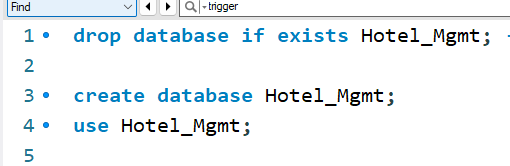 Find trigger
1 drop database if exists Hotel_Mgmt; -
2
3 create database Hotel_Mgmt;
4 use Hotel_Mgmt;
5